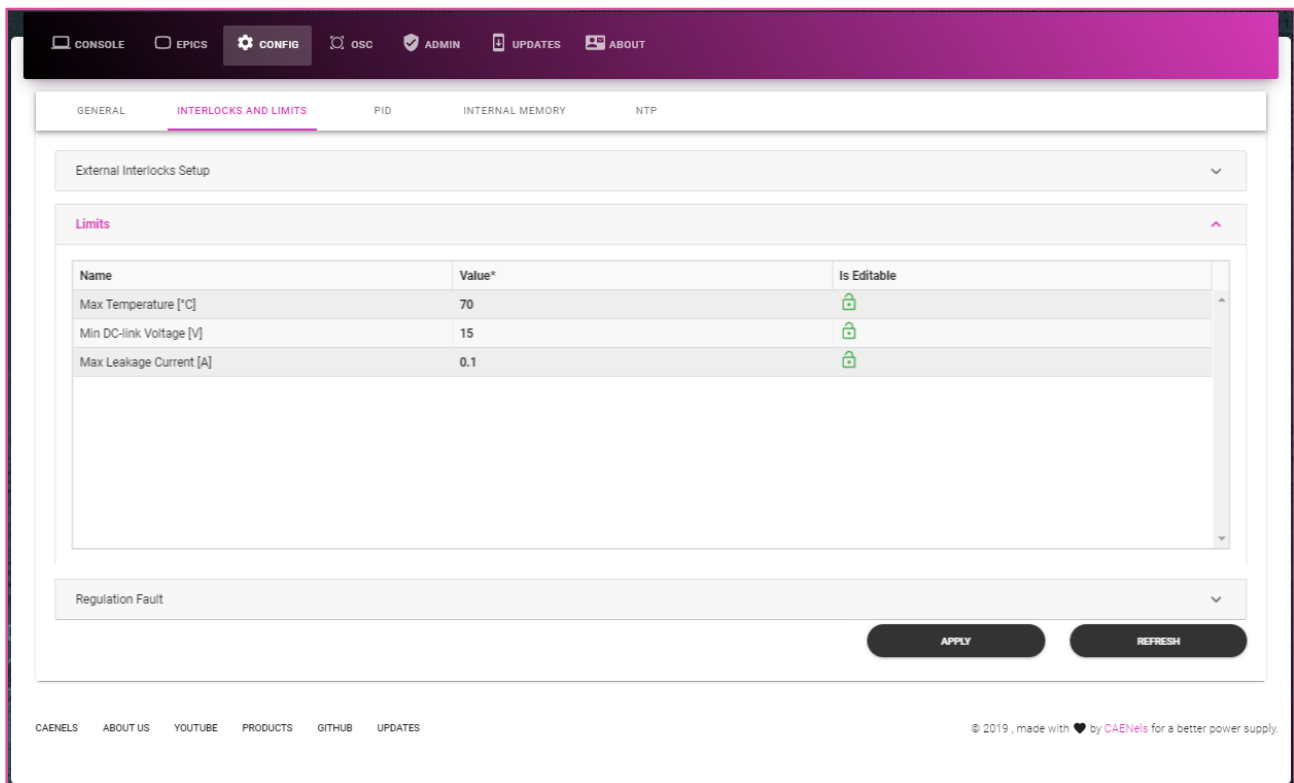 CONSOLE EPICS CONFIG OSC ADMIN UPDATES ABOUT
GENERAL INTERLOCKS AND LIMITS PID INTERNAL MEMORY NTP
External Interlocks Setup
Limits
Name Value* Is Editable
Max Temperature [°C] 70
Min DC-link Voltage [V] 15
Max Leakage Current [A] 0.1
Regulation Fault
APPLY REFRESH
CAENELS ABOUT US YOUTUBE PRODUCTS GITHUB UPDATES © 2019 , made with ♥ by CAENels for a better power supply.